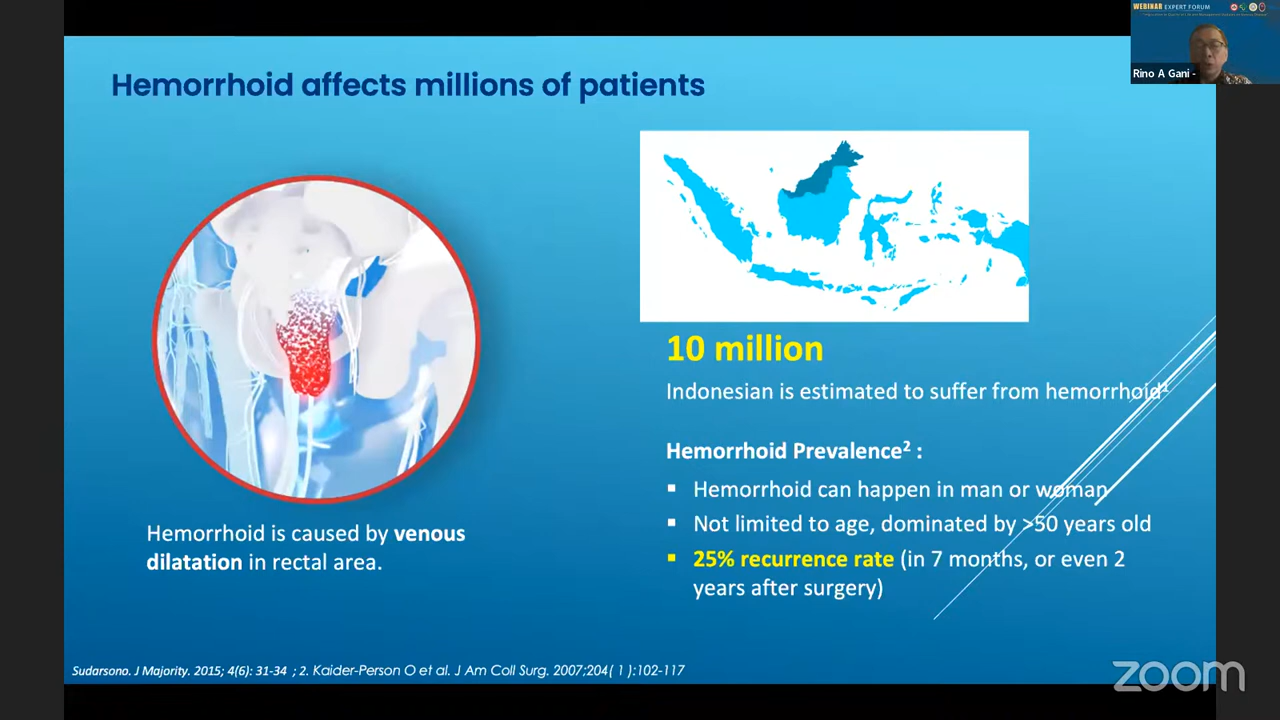 WEBINAR EXPERT FORUM
Rino A Gani -
Hemorrhoid affects millions of patients
10 million
Indonesian is estimated to suffer from hemorrhoid¹
Hemorrhoid Prevalence² :
▪ Hemorrhoid can happen in man or woman
▪ Not limited to age, dominated by >50 years old
▪ 25% recurrence rate (in 7 months, or even 2
years after surgery)
Hemorrhoid is caused by venous
dilatation in rectal area.
Sudarsono. J Majority. 2015; 4(6): 31-34 ; 2. Kaider-Person O et al. J Am Coll Surg. 2007;204( 1 ):102-117
zoom